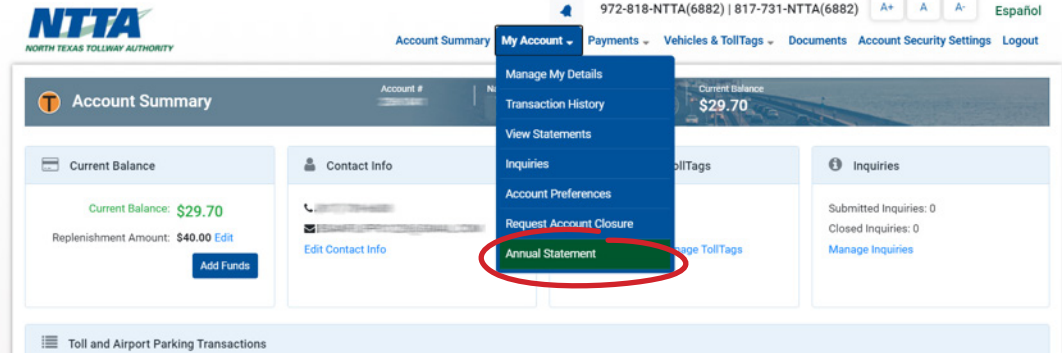 NTTA
NORTH TEXAS TOLLWAY AUTHORITY
972-818-NTTA(6882) | 817-731-NTTA(6882)
A+ A A-
Español
Account Summary My Account Payments Vehicles & TollTags Documents Account Security Settings Logout
Manage My Details
Transaction History
View Statements
Inquiries
Account Preferences
Request Account Closure
Annual Statement
T Account Summary
Account #
Current Balance
$29.70
Current Balance
Current Balance: $29.70
Replenishment Amount: $40.00 Edit
Add Funds
Contact Info
Edit Contact Info
ollTags
nage TollTags
Inquiries
Submitted Inquiries: 0
Closed Inquiries: 0
Manage Inquiries
Toll and Airport Parking Transactions